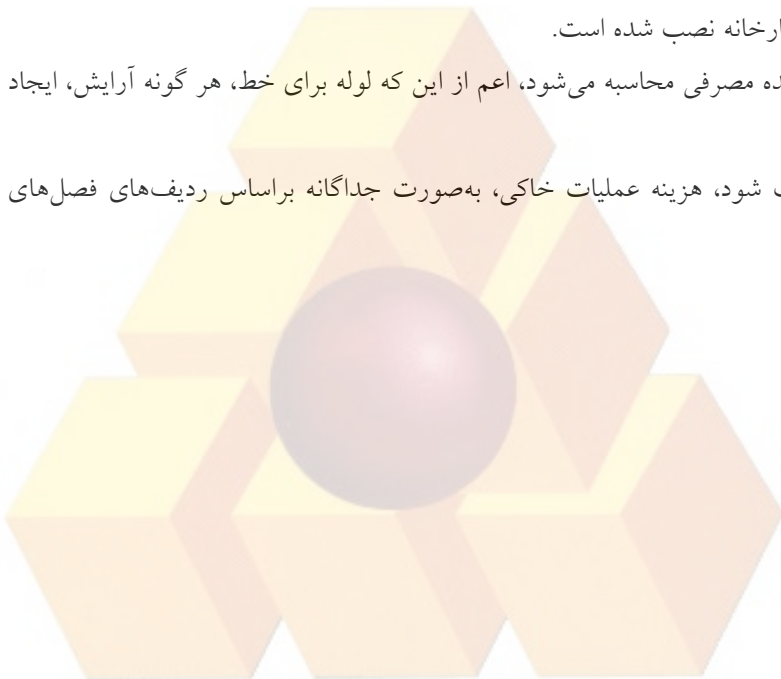 ارخانه نصب شده است.
ده مصرفی محاسبه می‌شود، اعم از این که لوله برای خط، هر گونه آرایش، ایجاد
شود، هزینه عملیات خاکی، به‌صورت جداگانه براساس ردیف‌های فصل‌های